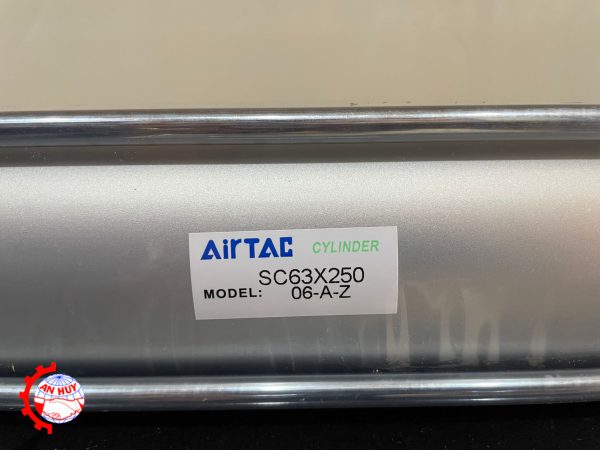 AirTAC CYLINDER
SC63X250
MODEL: 06-A-Z
AN HUY